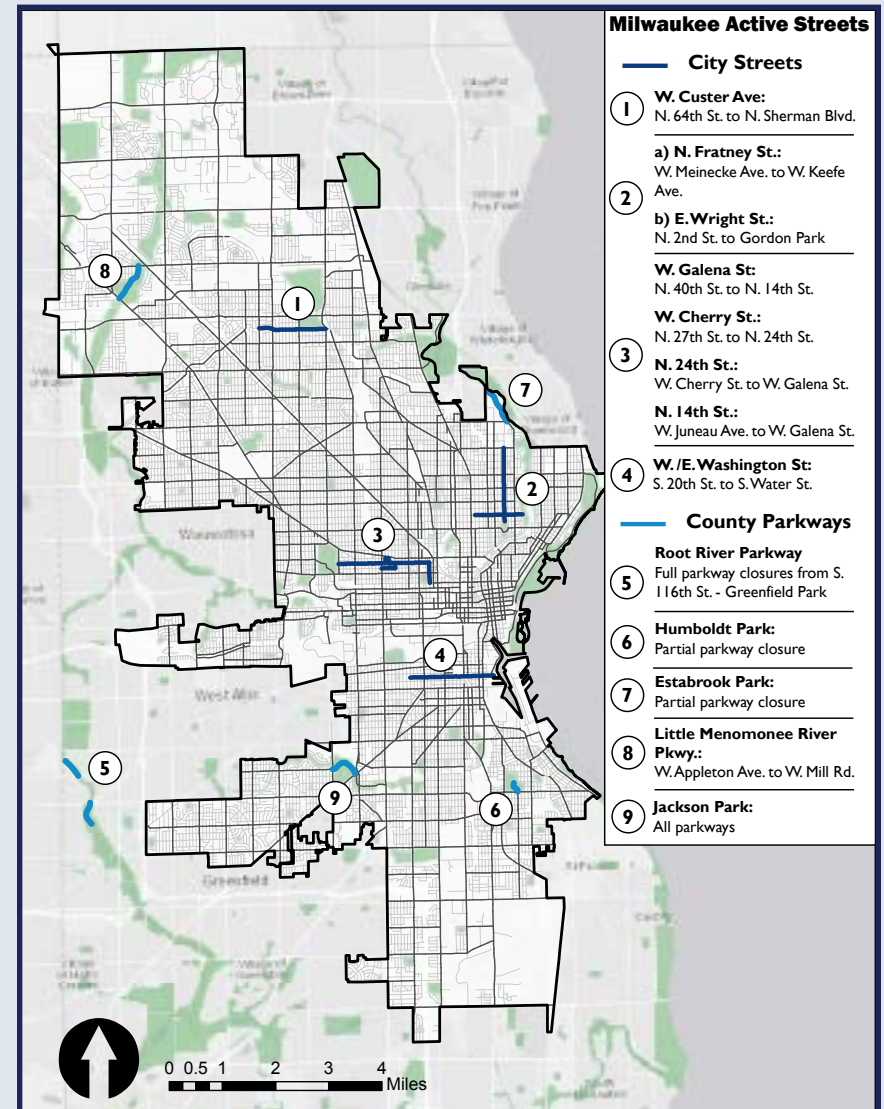 Milwaukee Active Streets
City Streets
1
W. Custer Ave:
N. 64th St. to N. Sherman Blvd.
2
a) N. Fratney St.:
W. Meinecke Ave. to W. Keefe
Ave.
b) E. Wright St.:
N. 2nd St. to Gordon Park
3
W. Galena St:
N. 40th St. to N. 14th St.
W. Cherry St.:
N. 27th St. to N. 24th St.
N. 24th St.:
W. Cherry St. to W. Galena St.
N. 14th St.:
W. Juneau Ave. to W. Galena St.
4
W. /E. Washington St:
S. 20th St. to S. Water St.
County Parkways
5
Root River Parkway
Full parkway closures from S.
116th St. - Greenfield Park
6
Humboldt Park:
Partial parkway closure
7
Estabrook Park:
Partial parkway closure
8
Little Menomonee River
Pkwy.:
W. Appleton Ave. to W. Mill Rd.
9
Jackson Park:
All parkways
8
1
7
2
3
4
5
9
6
Village of
Village of
Village of
Wauwatosa
West Allis
Greenfield
0 0.5 1 2 3 4
Miles